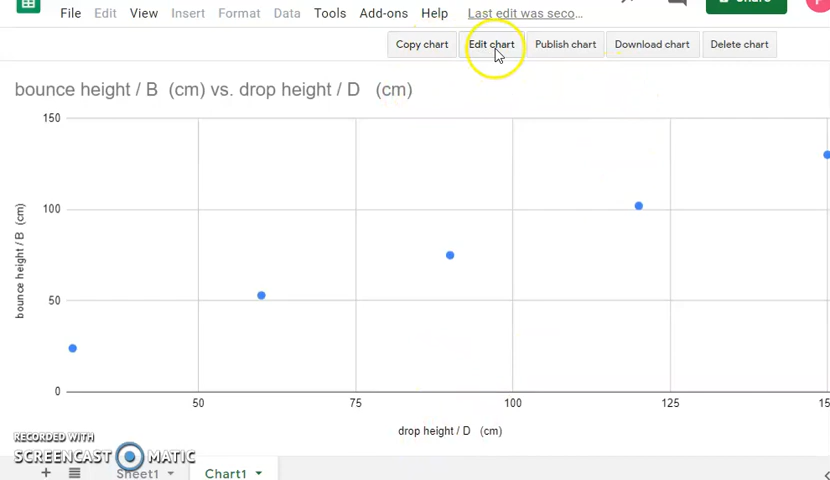 File Edit View Insert Format Data Tools Add-ons Help Last edit was seco...
Copy chart Edit chart Publish chart Download chart Delete chart
bounce height / B (cm) vs. drop height / D (cm)
150
100
50
0
bounce height / B (cm)
50 75 100 125 15
drop height / D (cm)
RECORDED WITH
SCREENCAST MATIC
Sheet1 Chart1